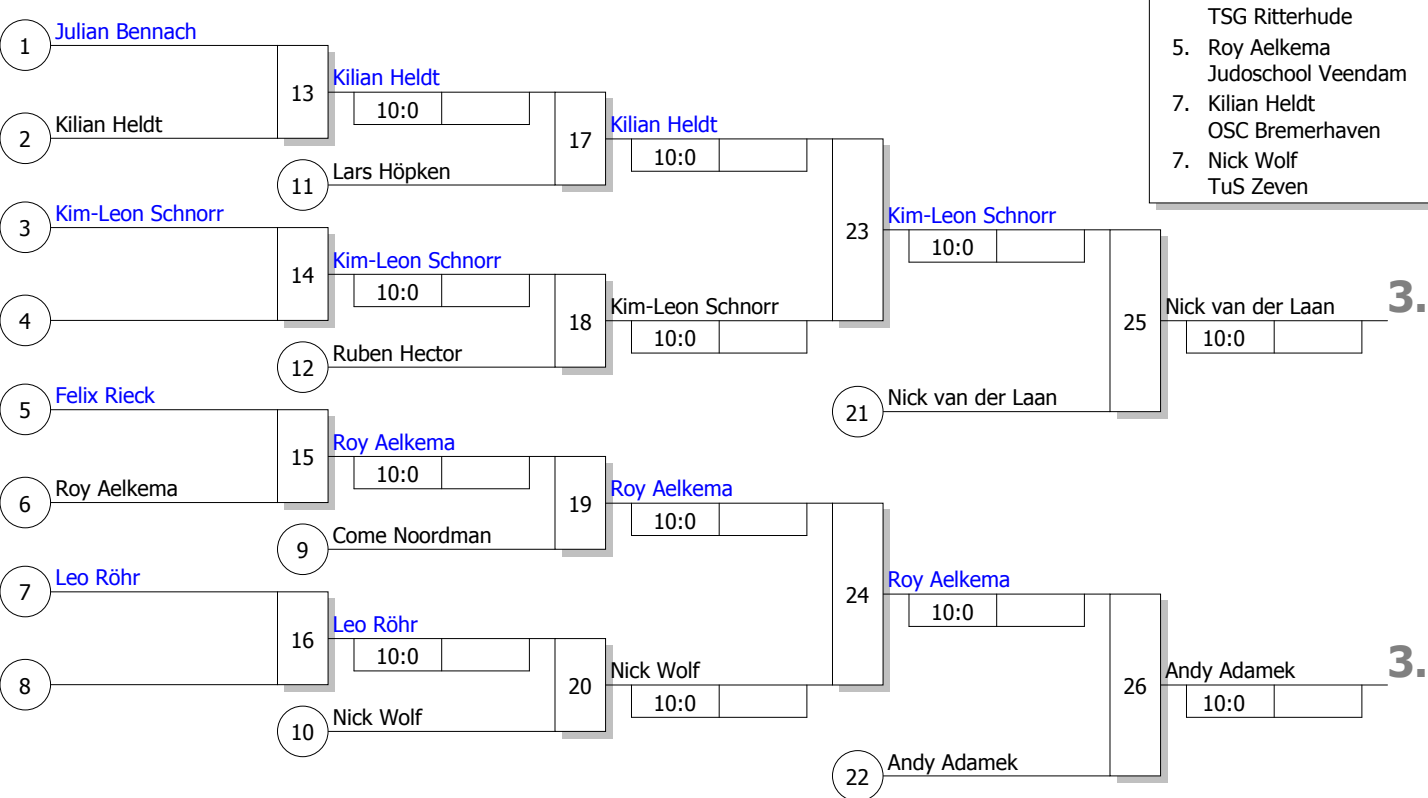 TSG Ritterhude
5. Roy Aelkema
Judoschool Veendam
7. Kilian Heldt
OSC Bremerhaven
7. Nick Wolf
TuS Zeven
1 Julian Bennach
2 Kilian Heldt
3 Kim-Leon Schnorr
4
5 Felix Rieck
6 Roy Aelkema
7 Leo Röhr
8
13 Kilian Heldt
10:0
11 Lars Höpken
14 Kim-Leon Schnorr
10:0
12 Ruben Hector
15 Roy Aelkema
10:0
9 Come Noordman
16 Leo Röhr
10:0
10 Nick Wolf
17 Kilian Heldt
10:0
18 Kim-Leon Schnorr
10:0
19 Roy Aelkema
10:0
20 Nick Wolf
10:0
23 Kim-Leon Schnorr
10:0
21 Nick van der Laan
24 Roy Aelkema
10:0
22 Andy Adamek
25 Nick van der Laan 3.
10:0
26 Andy Adamek 3.
10:0